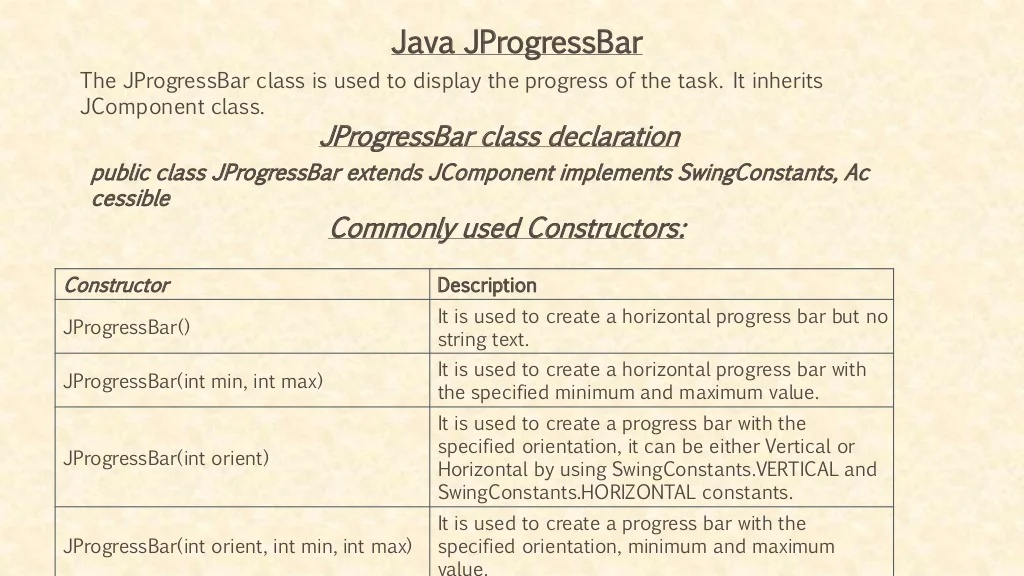 Java JProgressBar
The JProgressBar class is used to display the progress of the task. It inherits
JComponent class.
JProgressBar class declaration
public class JProgressBar extends JComponent implements SwingConstants, Ac
cessible
Commonly used Constructors:
Constructor
Description
JProgressBar()
It is used to create a horizontal progress bar but no
string text.
JProgressBar(int min, int max)
It is used to create a horizontal progress bar with
the specified minimum and maximum value.
JProgressBar(int orient)
It is used to create a progress bar with the
specified orientation, it can be either Vertical or
Horizontal by using SwingConstants.VERTICAL and
SwingConstants.HORIZONTAL constants.
JProgressBar(int orient, int min, int max)
It is used to create a progress bar with the
specified orientation, minimum and maximum
value.